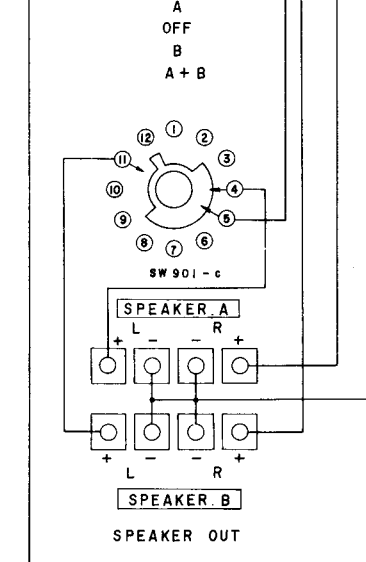 A
OFF
B
A + B
1
12 2
11 3
10 4
9 5
8 6
7
SW 901 - c
SPEAKER. A
L R
+ - - +
+ - - +
L R
SPEAKER. B
SPEAKER OUT